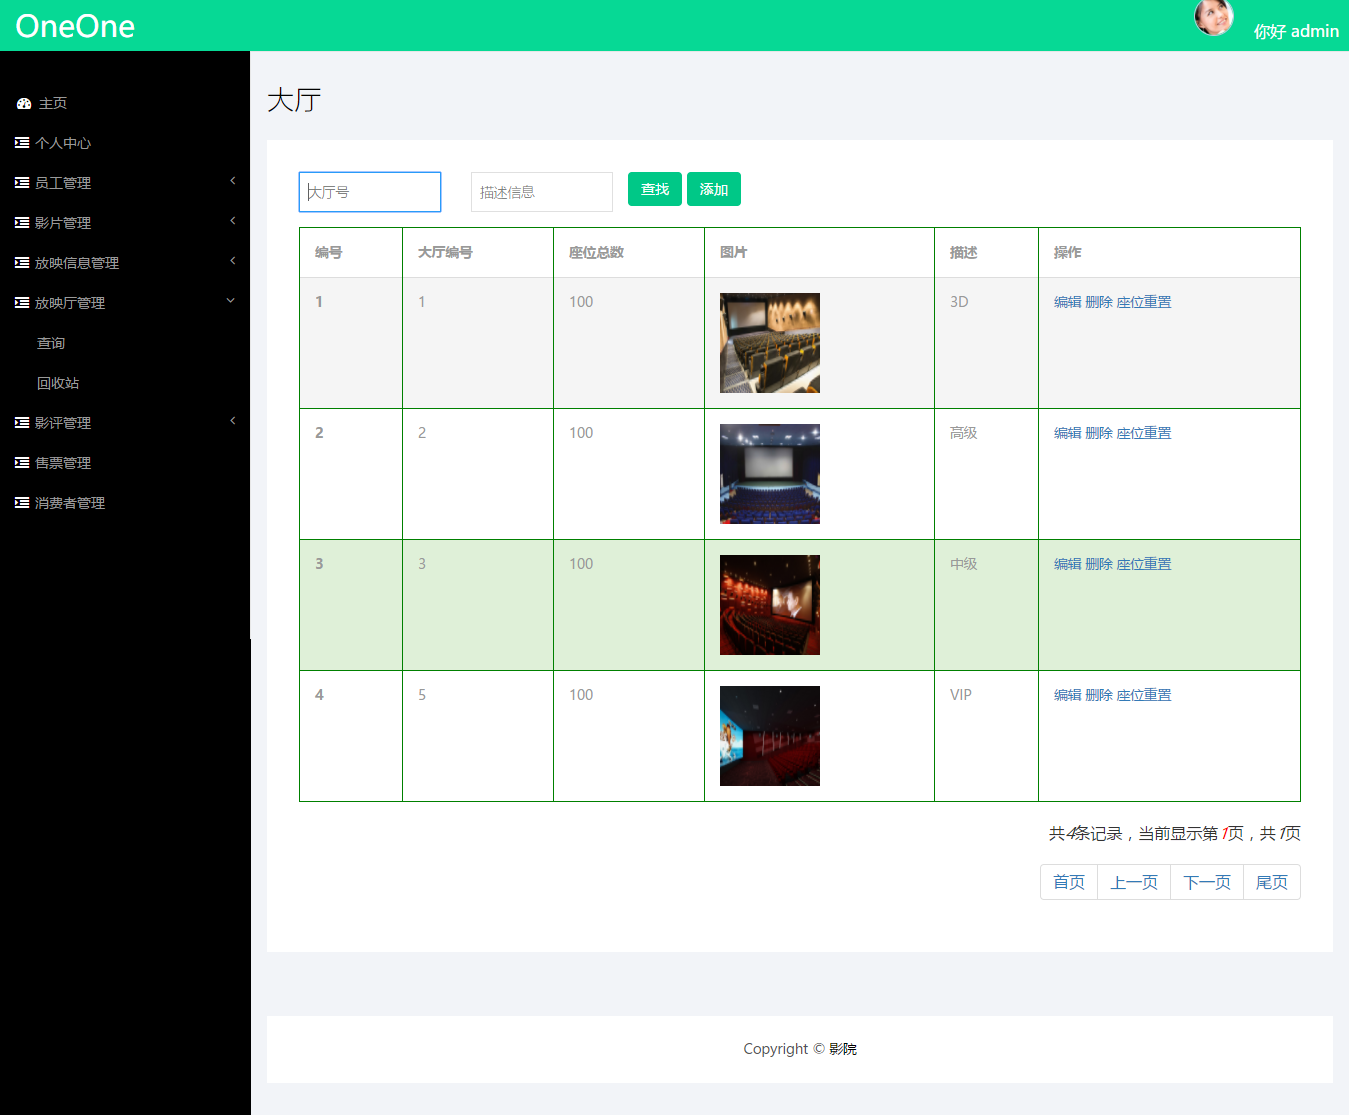 OneOne
你好 admin
主页
个人中心
员工管理
影片管理
放映信息管理
放映厅管理
查询
回收站
影评管理
售票管理
消费者管理
大厅
大厅号 描述信息 查找 添加
编号 大厅编号 座位总数 图片 描述 操作
1 1 100 3D 编辑 删除 座位重置
2 2 100 高级 编辑 删除 座位重置
3 3 100 中级 编辑 删除 座位重置
4 5 100 VIP 编辑 删除 座位重置
共4条记录，当前显示第1页，共1页
首页 上一页 下一页 尾页
Copyright © 影院